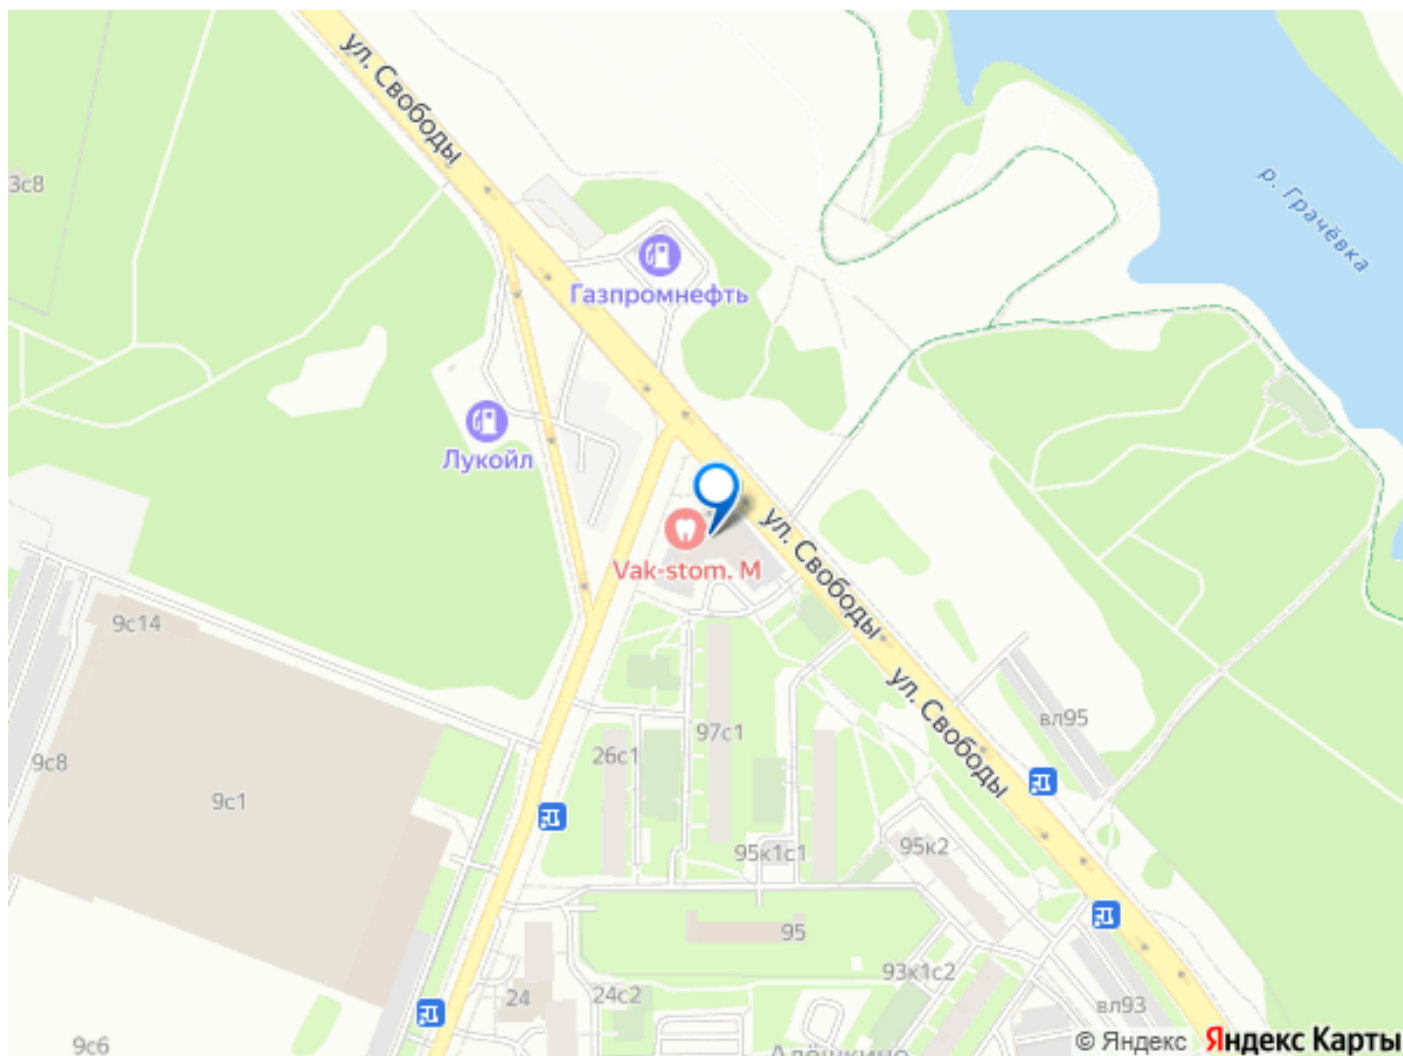 ул. Свободы
3с8
р. Грачёвка
Газпромнефть
Лукойл
Vak-stom. М
ул. Свободы
9с14
ул. Свободы
вл95
97с1
26с1
9с8
9с1
95к1с1
95к2
95
93к1с2
24
24с2
вл93
9с6
Алёшкино
© Яндекс Яндекс Карты